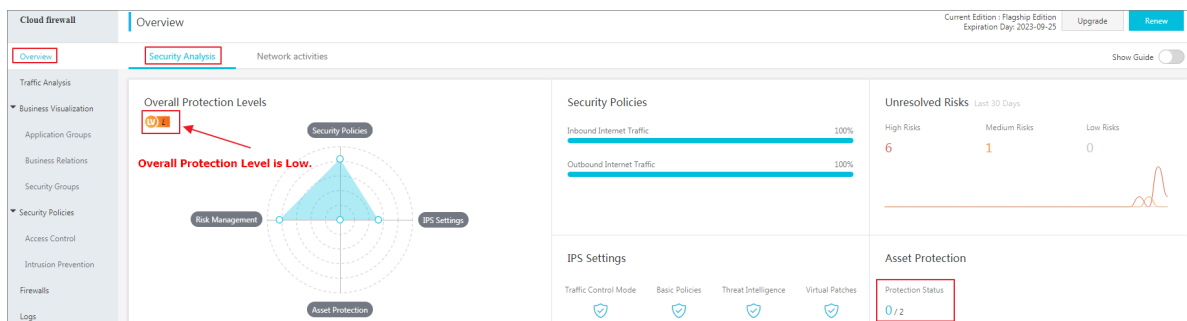 Cloud firewall
Overview
Current Edition : Flagship Edition
Expiration Day: 2023-09-25
Upgrade
Renew
Overview
Security Analysis
Network activities
Show Guide
Traffic Analysis
Business Visualization
Application Groups
Business Relations
Security Groups
Security Policies
Access Control
Intrusion Prevention
Firewalls
Logs
Overall Protection Levels
LV L
Overall Protection Level is Low.
Security Policies
Risk Management
IPS Settings
Asset Protection
Security Policies
Inbound Internet Traffic 100%
Outbound Internet Traffic 100%
Unresolved Risks Last 30 Days
High Risks Medium Risks Low Risks
6 1 0
IPS Settings
Traffic Control Mode Basic Policies Threat Intelligence Virtual Patches
Asset Protection
Protection Status
0 / 2